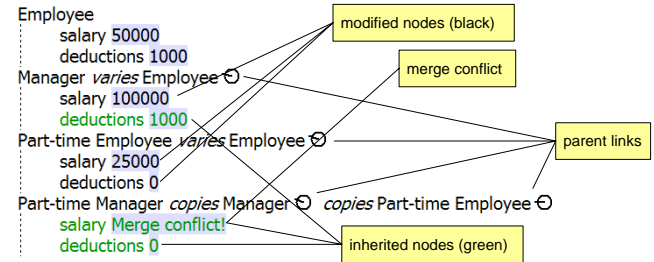 Employee
salary 50000
deductions 1000
Manager varies Employee
salary 100000
deductions 1000
Part-time Employee varies Employee
salary 25000
deductions 0
Part-time Manager copies Manager copies Part-time Employee
salary Merge conflict!
deductions 0
modified nodes (black)
merge conflict
parent links
inherited nodes (green)